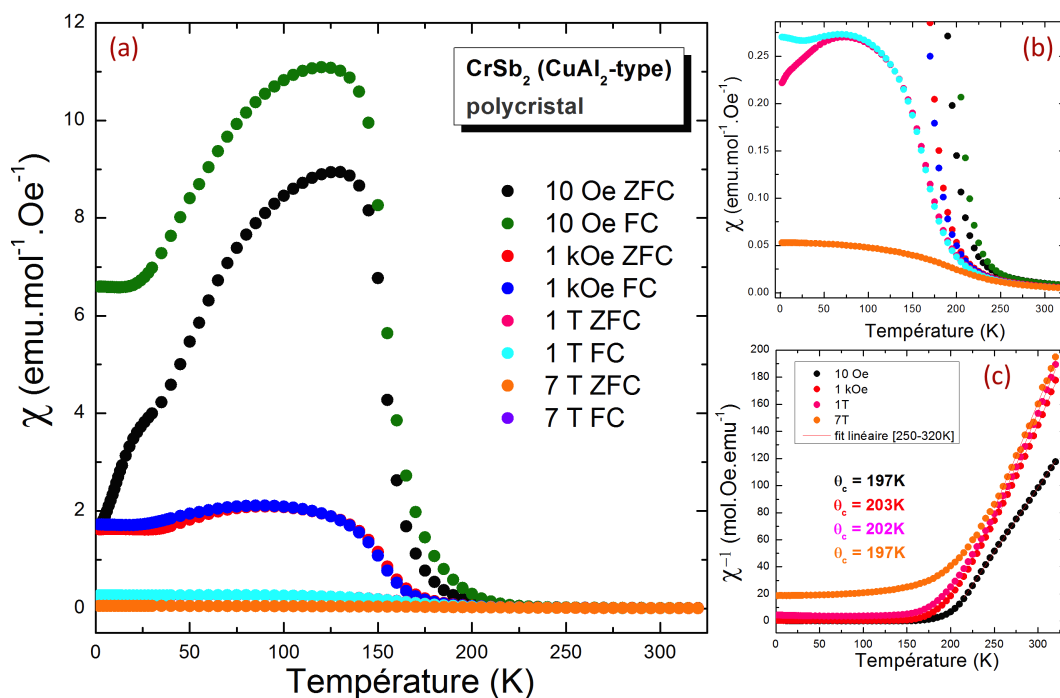 (a)
CrSb₂ (CuAl₂-type)
polycristal
10 Oe ZFC
10 Oe FC
1 kOe ZFC
1 kOe FC
1 T ZFC
1 T FC
7 T ZFC
7 T FC
χ (emu.mol⁻¹.Oe⁻¹)
12
10
8
6
4
2
0
0 50 100 150 200 250 300
Température (K)
(b)
χ (emu.mol⁻¹.Oe⁻¹)
0.25
0.20
0.15
0.10
0.05
0.00
0 50 100 150 200 250 300
Température (K)
(c)
10 Oe
1 kOe
1T
7T
fit linéaire [250-320K]
θc = 197K
θc = 203K
θc = 202K
θc = 197K
χ⁻¹ (mol.Oe.emu⁻¹)
200
180
160
140
120
100
80
60
40
20
0
0 50 100 150 200 250 300
Température (K)